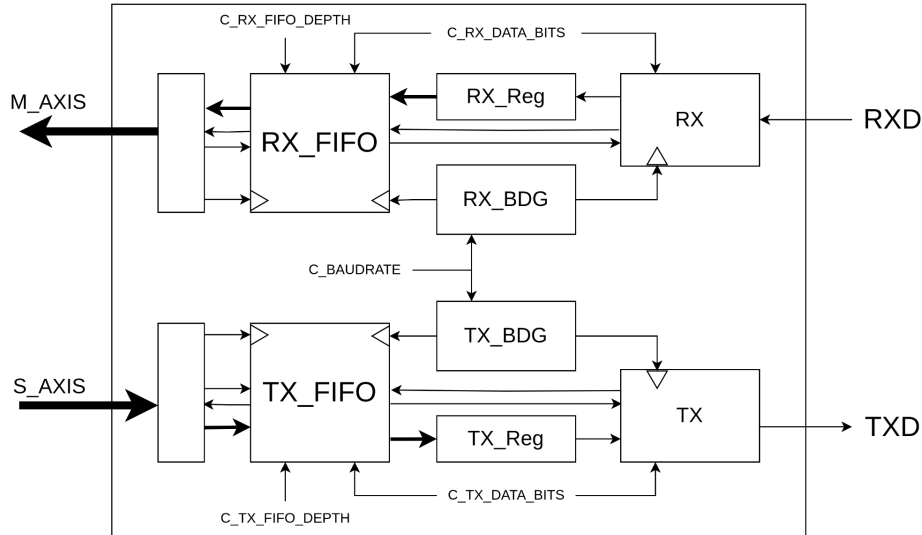 C_RX_FIFO_DEPTH
C_RX_DATA_BITS
M_AXIS
RX_Reg
RX
RXD
RX_FIFO
RX_BDG
C_BAUDRATE
TX_BDG
S_AXIS
TX_FIFO
TX
TXD
TX_Reg
C_TX_DATA_BITS
C_TX_FIFO_DEPTH